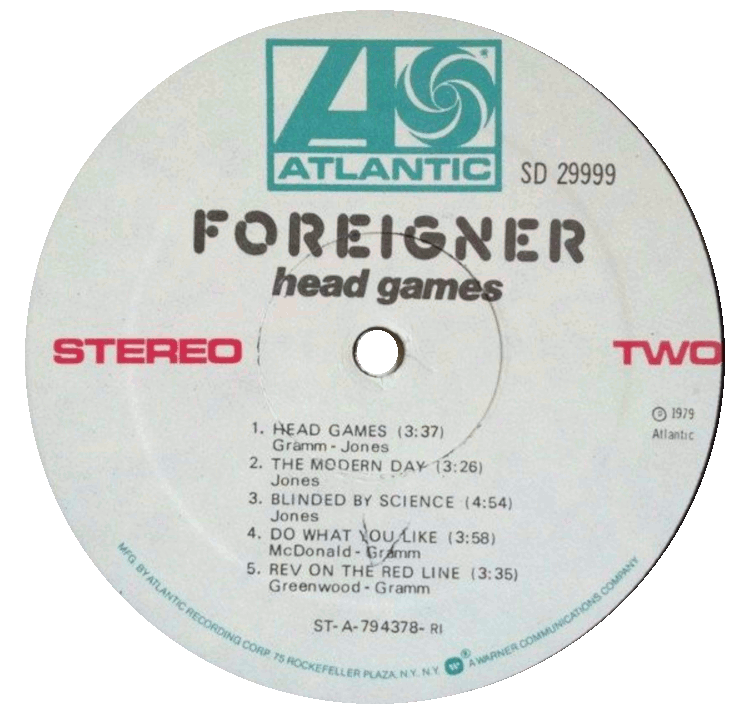 ATLANTIC
SD 29999
FOREIGNER
head games
STEREO
TWO
Ⓟ 1979
Atlantic
1. HEAD GAMES (3:37)
Gramm - Jones
2. THE MODERN DAY (3:26)
Jones
3. BLINDED BY SCIENCE (4:54)
Jones
4. DO WHAT YOU LIKE (3:58)
McDonald - Gramm
5. REV ON THE RED LINE (3:35)
Greenwood - Gramm
ST-A-794378- RI
MFG. BY ATLANTIC RECORDING CORP. 75 ROCKEFELLER PLAZA, N.Y. N.Y. ® A WARNER COMMUNICATIONS COMPANY